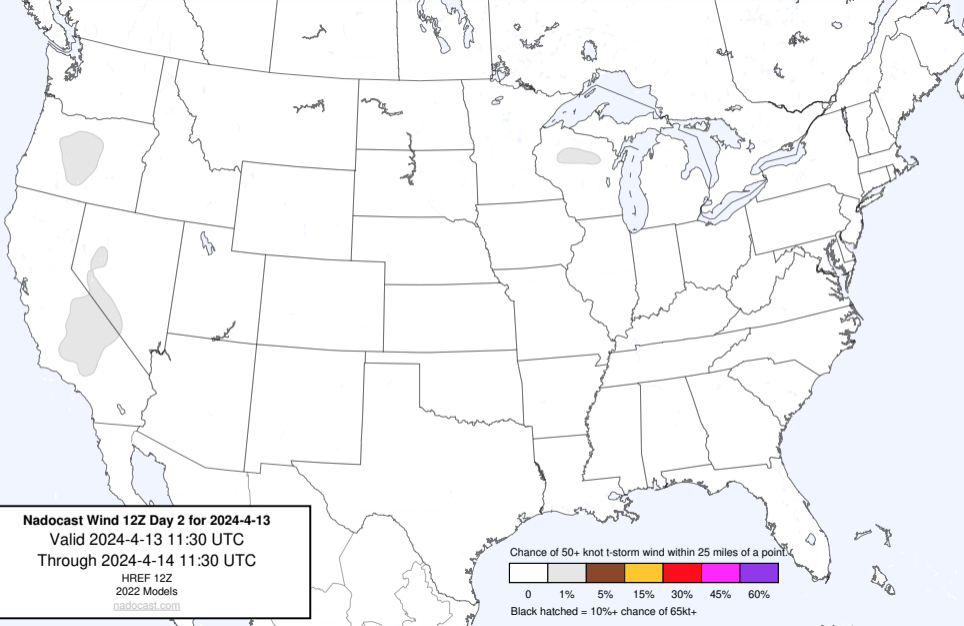 Nadocast Wind 12Z Day 2 for 2024-4-13
Valid 2024-4-13 11:30 UTC
Through 2024-4-14 11:30 UTC
HREF 12Z
2022 Models
nadocast.com
Chance of 50+ knot t-storm wind within 25 miles of a point.
0 1% 5% 15% 30% 45% 60%
Black hatched = 10%+ chance of 65kt+